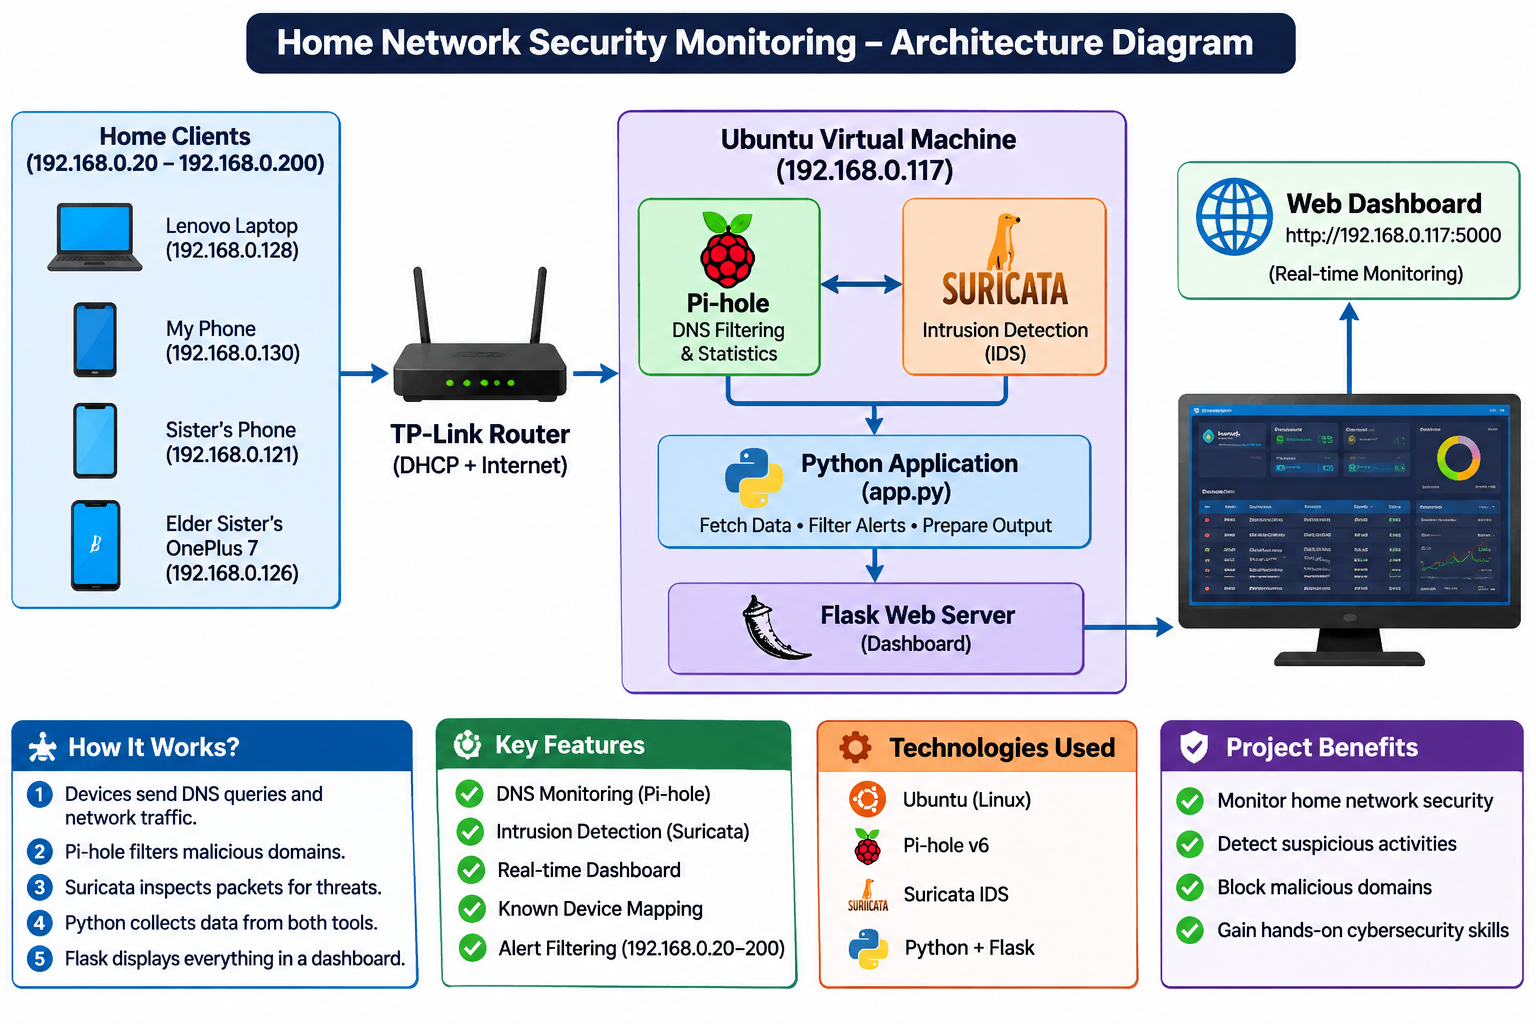 Home Network Security Monitoring – Architecture Diagram
Home Clients
(192.168.0.20 – 192.168.0.200)
Lenovo Laptop
(192.168.0.128)
My Phone
(192.168.0.130)
Sister's Phone
(192.168.0.121)
Elder Sister's
OnePlus 7
(192.168.0.126)
TP-Link Router
(DHCP + Internet)
Ubuntu Virtual Machine
(192.168.0.117)
Pi-hole
DNS Filtering
& Statistics
SURICATA
Intrusion Detection
(IDS)
Python Application
(app.py)
Fetch Data • Filter Alerts • Prepare Output
Flask Web Server
(Dashboard)
Web Dashboard
http://192.168.0.117:5000
(Real-time Monitoring)
How It Works?
1 Devices send DNS queries and
network traffic.
2 Pi-hole filters malicious domains.
3 Suricata inspects packets for threats.
4 Python collects data from both tools.
5 Flask displays everything in a dashboard.
Key Features
DNS Monitoring (Pi-hole)
Intrusion Detection (Suricata)
Real-time Dashboard
Known Device Mapping
Alert Filtering (192.168.0.20–200)
Technologies Used
Ubuntu (Linux)
Pi-hole v6
Suricata IDS
Python + Flask
Project Benefits
Monitor home network security
Detect suspicious activities
Block malicious domains
Gain hands-on cybersecurity skills